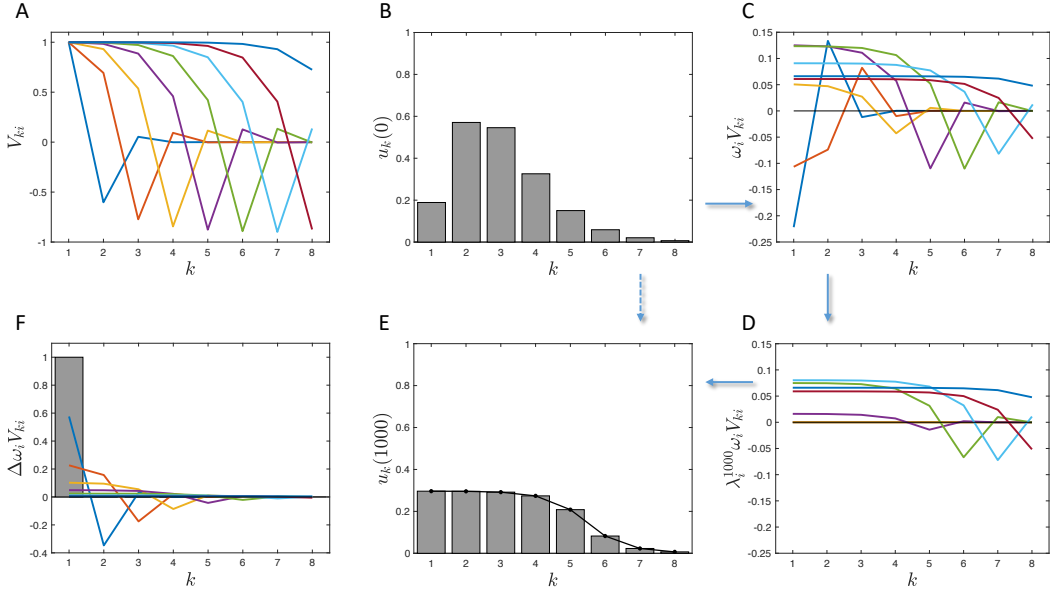 A
1
0.5
0
-0.5
-1
V_{ki}
1 2 3 4 5 6 7 8
k
B
1
0.8
0.6
0.4
0.2
0
u_k(0)
1 2 3 4 5 6 7 8
k
C
0.15
0.1
0.05
0
-0.05
-0.1
-0.15
-0.2
-0.25
ω_i V_{ki}
1 2 3 4 5 6 7 8
k
F
1
0.8
0.6
0.4
0.2
0
-0.2
-0.4
Δω_i V_{ki}
1 2 3 4 5 6 7 8
k
E
1
0.8
0.6
0.4
0.2
0
u_k(1000)
1 2 3 4 5 6 7 8
k
D
0.15
0.1
0.05
0
-0.05
-0.1
-0.15
-0.2
-0.25
λ_i^{1000} ω_i V_{ki}
1 2 3 4 5 6 7 8
k